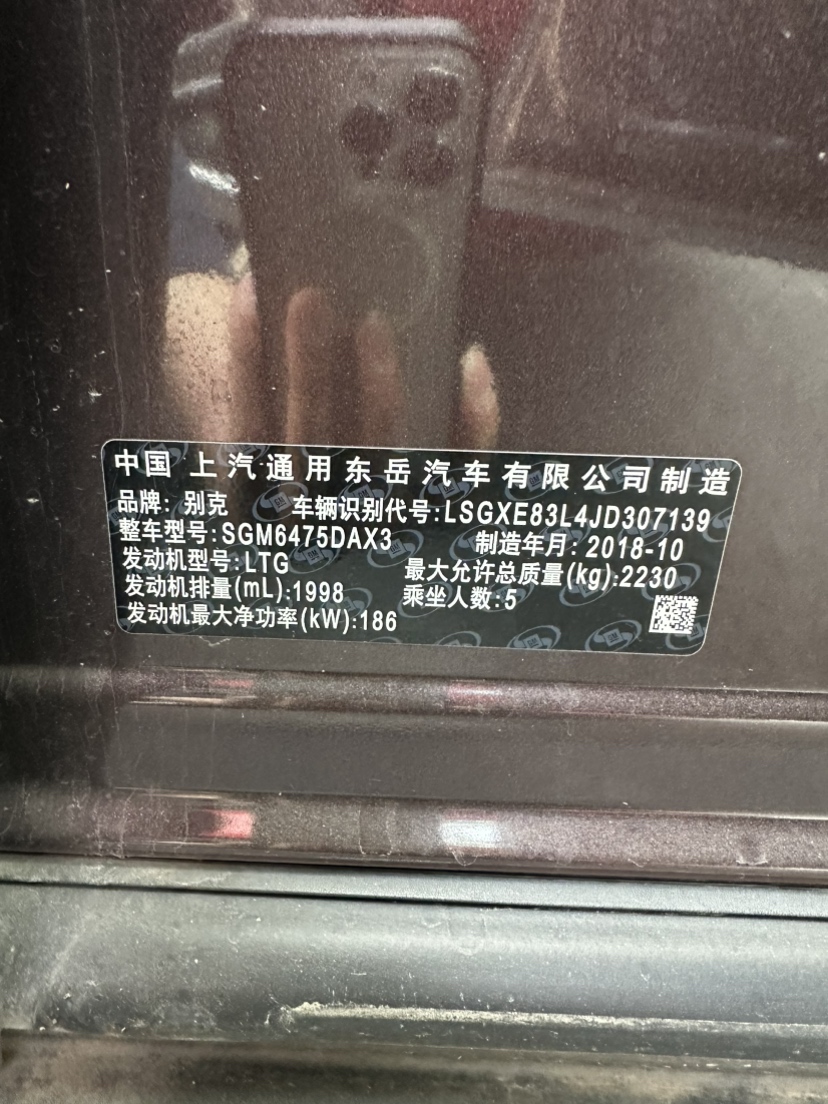 中国 上汽通用东岳汽车有限公司制造
品牌: 别克 车辆识别代号:LSGXE83L4JD307139
整车型号:SGM6475DAX3 制造年月: 2018-10
发动机型号:LTG 最大允许总质量(kg):2230
发动机排量(mL):1998 乘坐人数:5
发动机最大净功率(kW):186